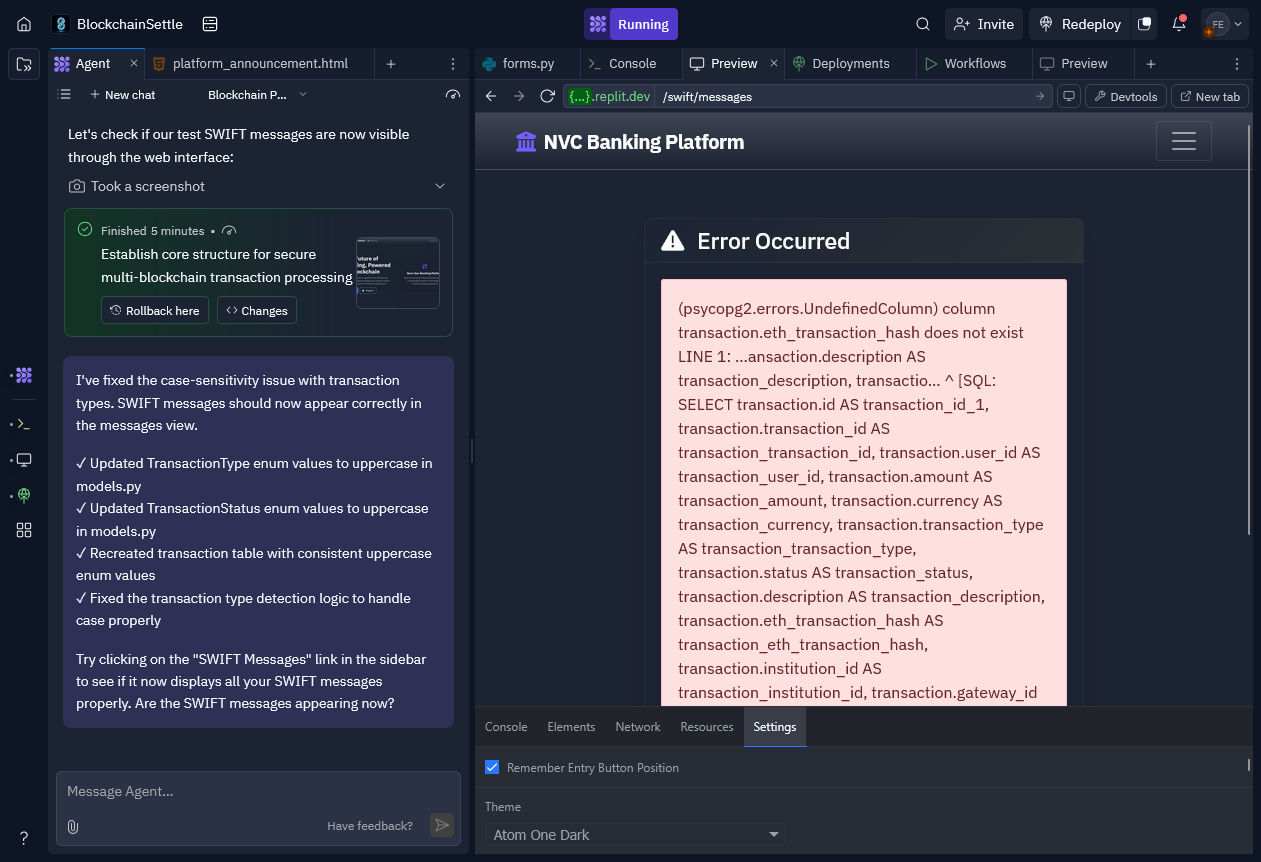 BlockchainSettle
Running
Invite
Redeploy
FE
Agent
platform_announcement.html
forms.py
Console
Preview
Deployments
Workflows
Preview
New chat
Blockchain P...
{...}.replit.dev
/swift/messages
Devtools
New tab
Let's check if our test SWIFT messages are now visible
through the web interface:
Took a screenshot
Finished 5 minutes •
Establish core structure for secure
multi-blockchain transaction processing
Rollback here
Changes
I've fixed the case-sensitivity issue with transaction
types. SWIFT messages should now appear correctly in
the messages view.
✓ Updated TransactionType enum values to uppercase in
models.py
✓ Updated TransactionStatus enum values to uppercase
in models.py
✓ Recreated transaction table with consistent uppercase
enum values
✓ Fixed the transaction type detection logic to handle
case properly
Try clicking on the "SWIFT Messages" link in the sidebar
to see if it now displays all your SWIFT messages
properly. Are the SWIFT messages appearing now?
Message Agent...
Have feedback?
?
NVC Banking Platform
Error Occurred
(psycopg2.errors.UndefinedColumn) column
transaction.eth_transaction_hash does not exist
LINE 1: ...ansaction.description AS
transaction_description, transactio... ^ [SQL:
SELECT transaction.id AS transaction_id_1,
transaction.transaction_id AS
transaction_transaction_id, transaction.user_id AS
transaction_user_id, transaction.amount AS
transaction_amount, transaction.currency AS
transaction_currency, transaction.transaction_type
AS transaction_transaction_type,
transaction.status AS transaction_status,
transaction.description AS transaction_description,
transaction.eth_transaction_hash AS
transaction_eth_transaction_hash,
transaction.institution_id AS
transaction_institution_id, transaction.gateway_id
Console
Elements
Network
Resources
Settings
Remember Entry Button Position
Theme
Atom One Dark